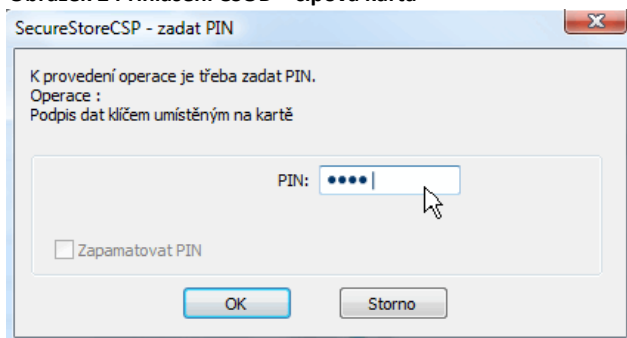 SecureStoreCSP - zadat PIN
K provedení operace je třeba zadat PIN.
Operace :
Podpis dat klíčem umístěným na kartě
PIN: ••••
Zapamatovat PIN
OK Storno